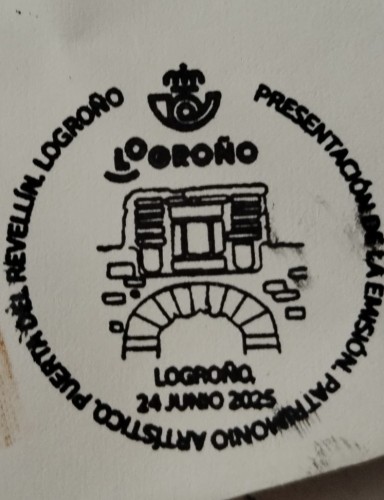 PRESENTACIÓN DE LA EMISIÓN. PATRIMONIO ARTÍSTICO. PUERTA DEL REVELLÍN. LOGROÑO
LOGROÑO
LOGROÑO,
24 JUNIO 2025